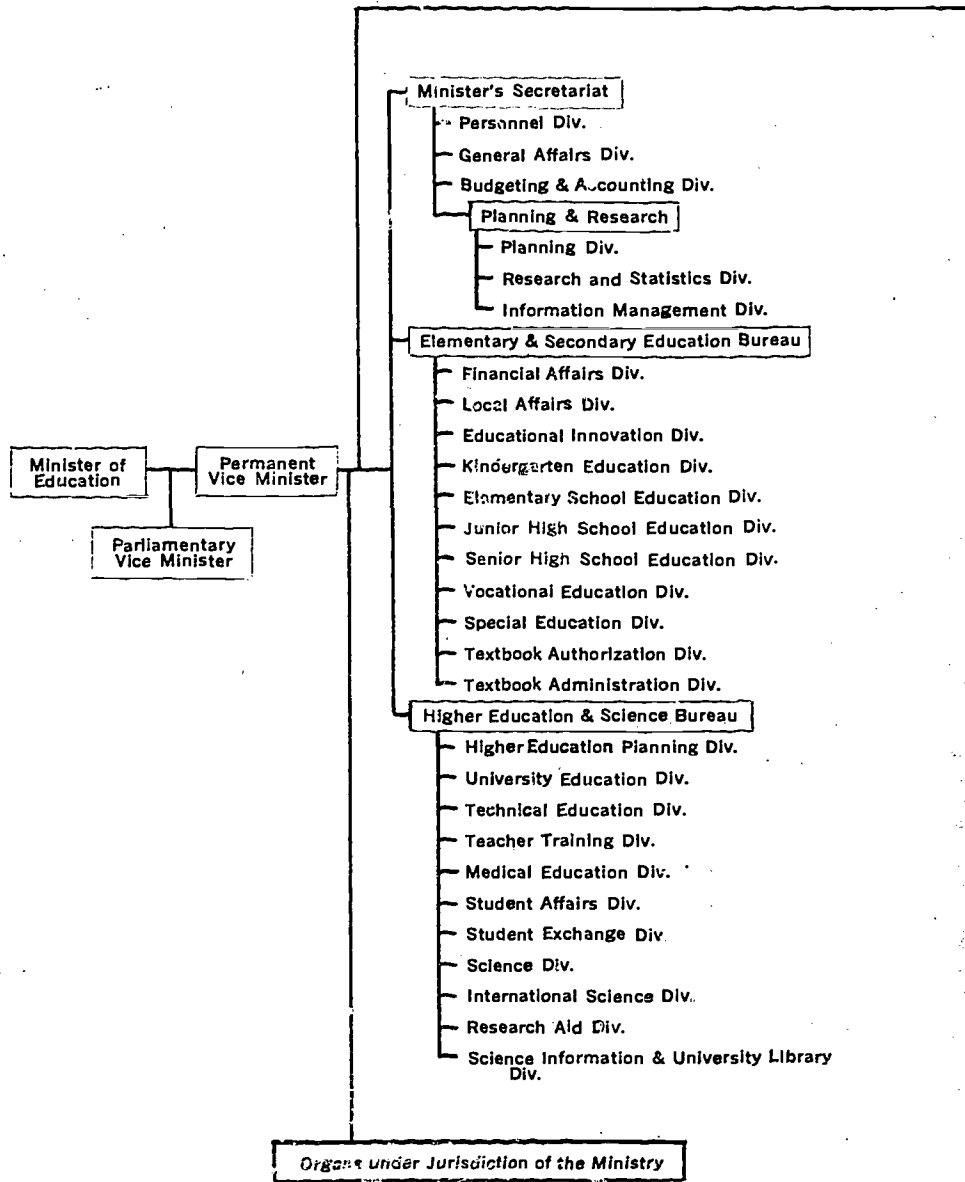 Minister's Secretariat
Personnel Div.
General Affairs Div.
Budgeting & Accounting Div.
Planning & Research
Planning Div.
Research and Statistics Div.
Information Management Div.
Elementary & Secondary Education Bureau
Financial Affairs Div.
Local Affairs Div.
Educational Innovation Div.
Minister of
Education
Permanent
Vice Minister
Kindergarten Education Div.
Elementary School Education Div.
Parliamentary
Vice Minister
Junior High School Education Div.
Senior High School Education Div.
Vocational Education Div.
Special Education Div.
Textbook Authorization Div.
Textbook Administration Div.
Higher Education & Science Bureau
Higher Education Planning Div.
University Education Div.
Technical Education Div.
Teacher Training Div.
Medical Education Div.
Student Affairs Div.
Student Exchange Div
Science Div.
International Science Div.
Research Aid Div.
Science Information & University Library
Div.
Organs under Jurisdiction of the Ministry